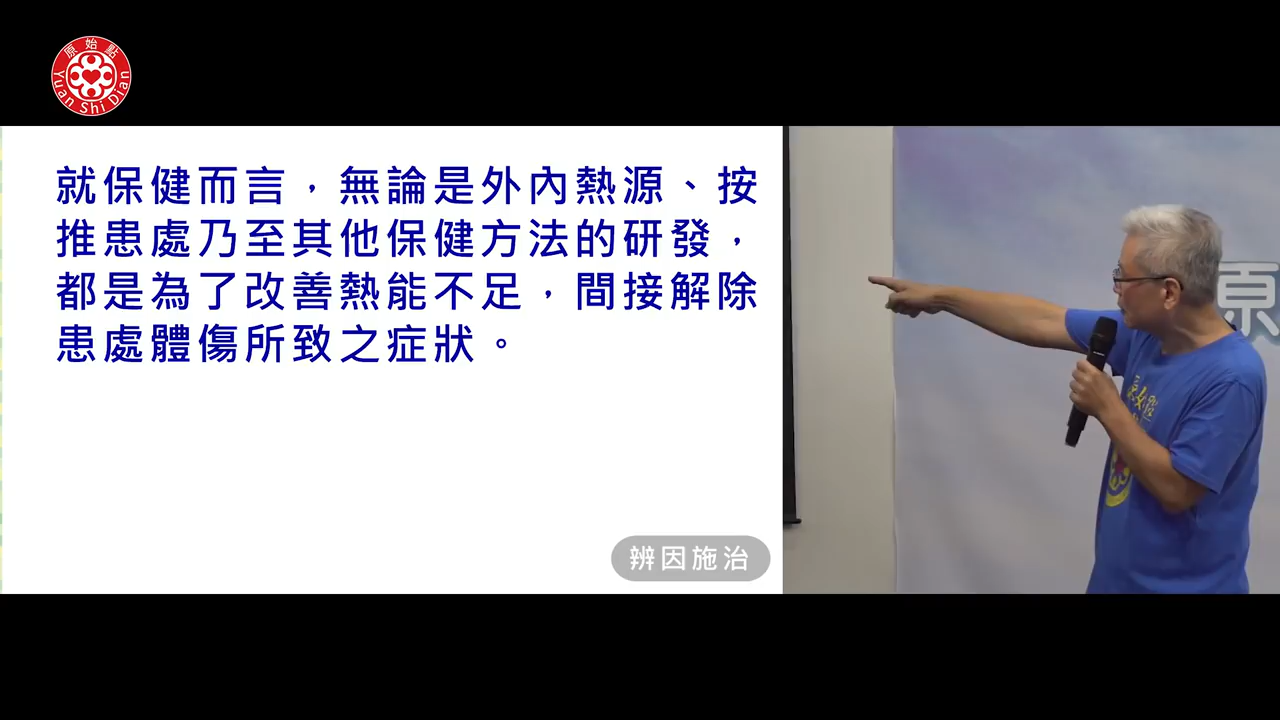 原始點
Yuan Shi Dian
就保健而言，無論是外內熱源、按
推患處乃至其他保健方法的研發，
都是為了改善熱能不足，間接解除
患處體傷所致之症狀。
辨因施治
原